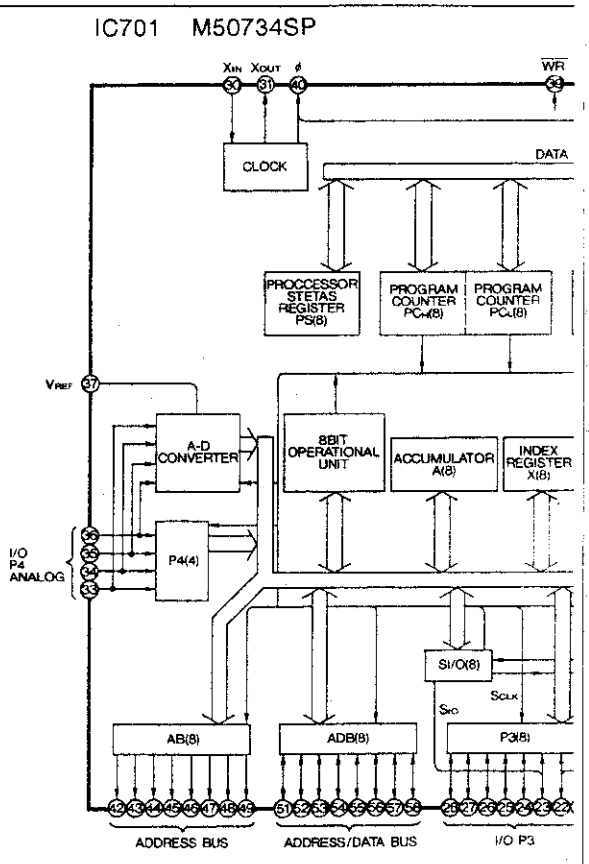 IC701 M50734SP
XIN XOUT φ WR
30 31 40 39
CLOCK
DATA
PROCCESSOR
STETAS
REGISTER
PS(8)
PROGRAM
COUNTER
PCH(8)
PROGRAM
COUNTER
PCL(8)
VREF 37
A-D
CONVERTER
8BIT
OPERATIONAL
UNIT
ACCUMULATOR
A(8)
INDEX
REGISTER
X(8)
I/O
P4
ANALOG
36
35
34
33
P4(4)
SI/O(8)
SIO
SCLK
AB(8)
ADB(8)
P3(8)
42 43 44 45 46 47 48 49
51 52 53 54 55 56 57 58
28 27 26 25 24 23 22
ADDRESS BUS
ADDRESS/DATA BUS
I/O P3